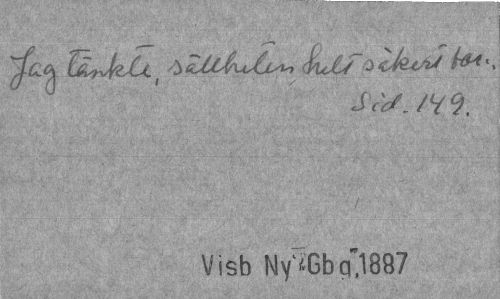 Jag tänkte, sällheten helt säkert bor.,
Sid. 149.
Visb Ny Gbg, 1887